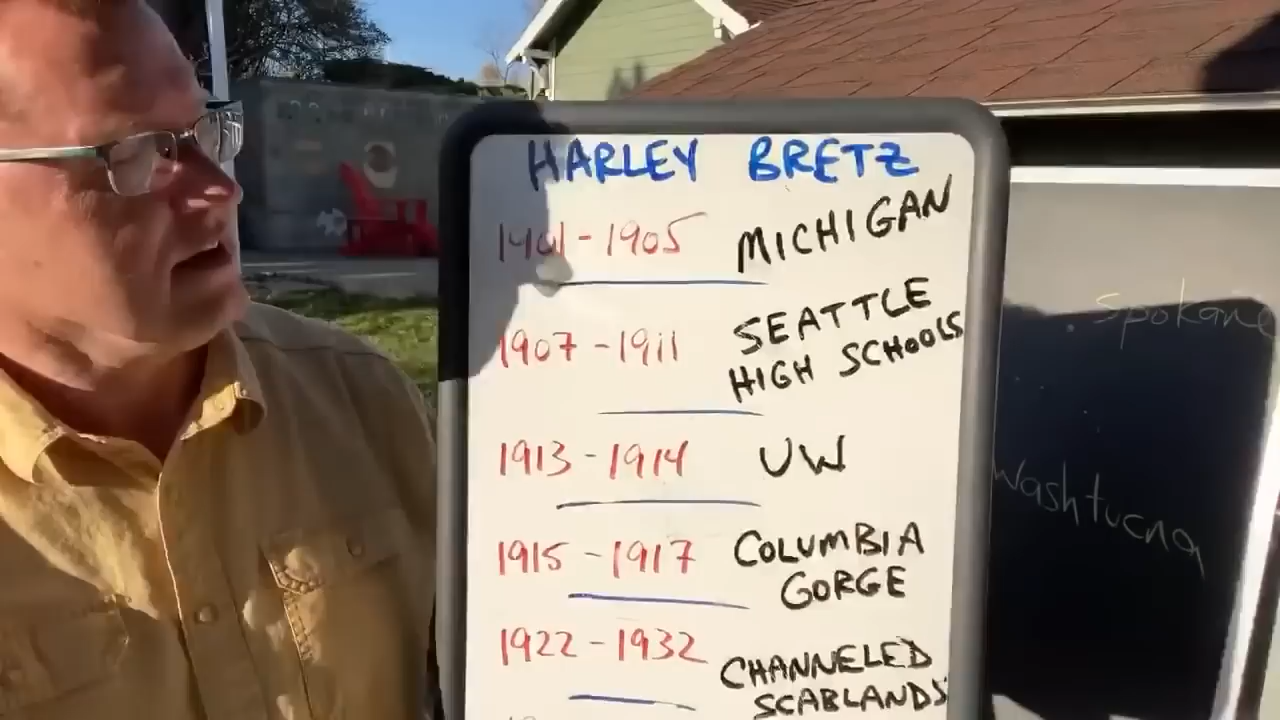 HARLEY BRETZ
1901-1905 MICHIGAN
1907-1911 SEATTLE
HIGH SCHOOLS
1913-1914 UW
1915-1917 COLUMBIA
GORGE
1922-1932 CHANNELED
SCABLANDS
Spokane
Washtucna